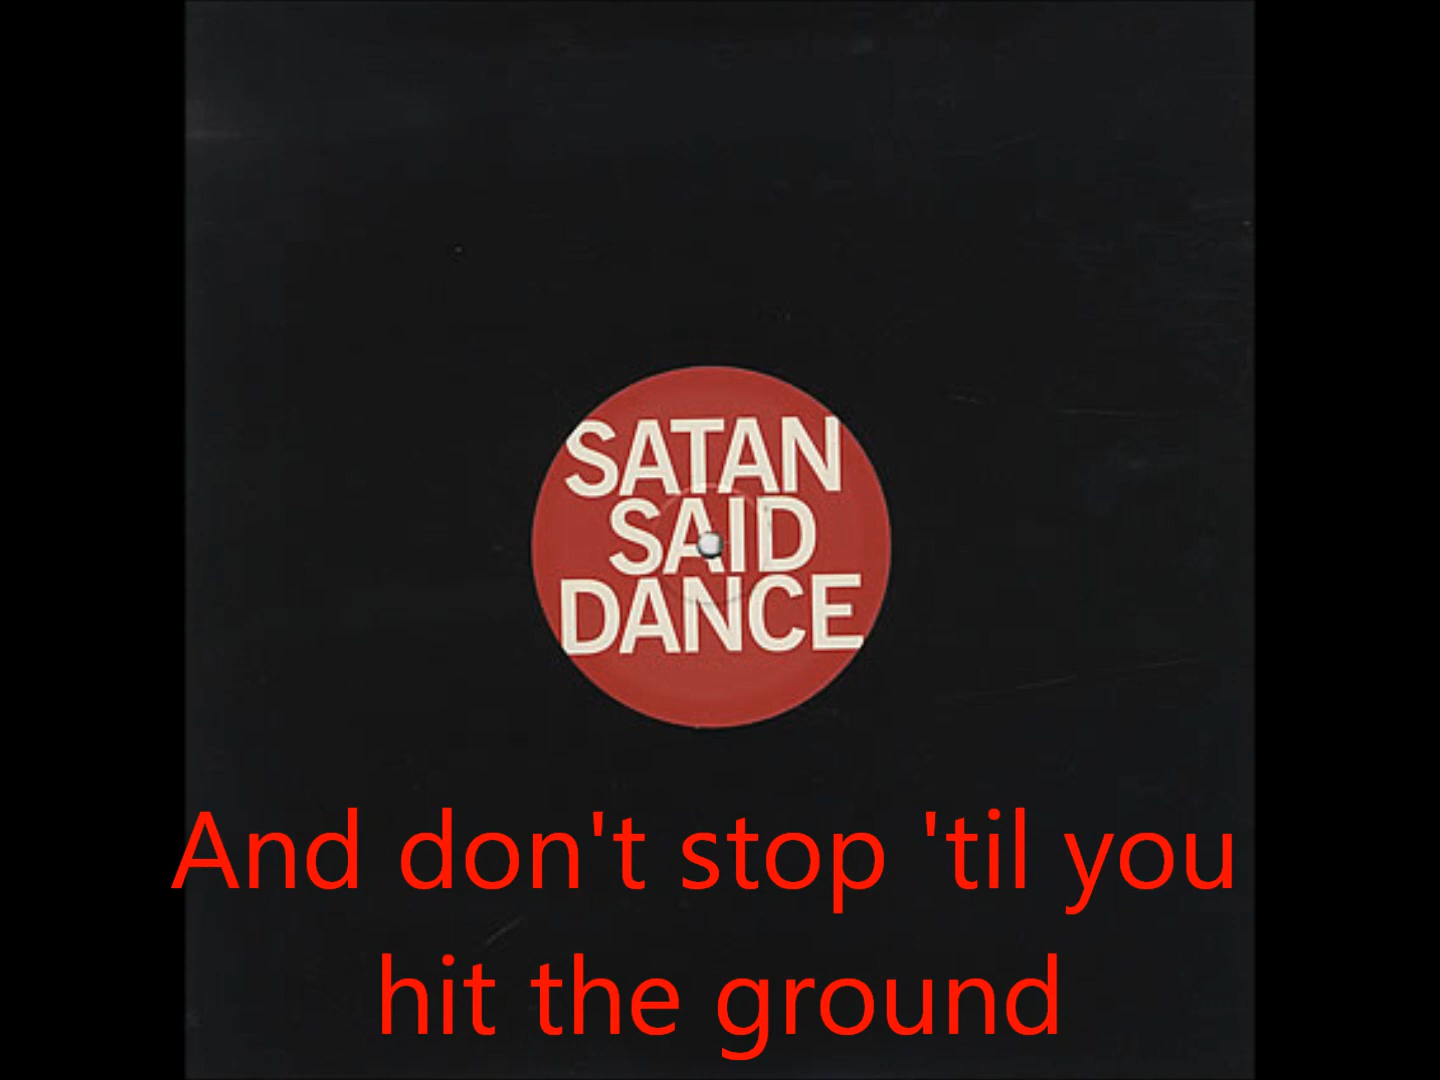 SATAN
SAID
DANCE
And don't stop 'til you
hit the ground